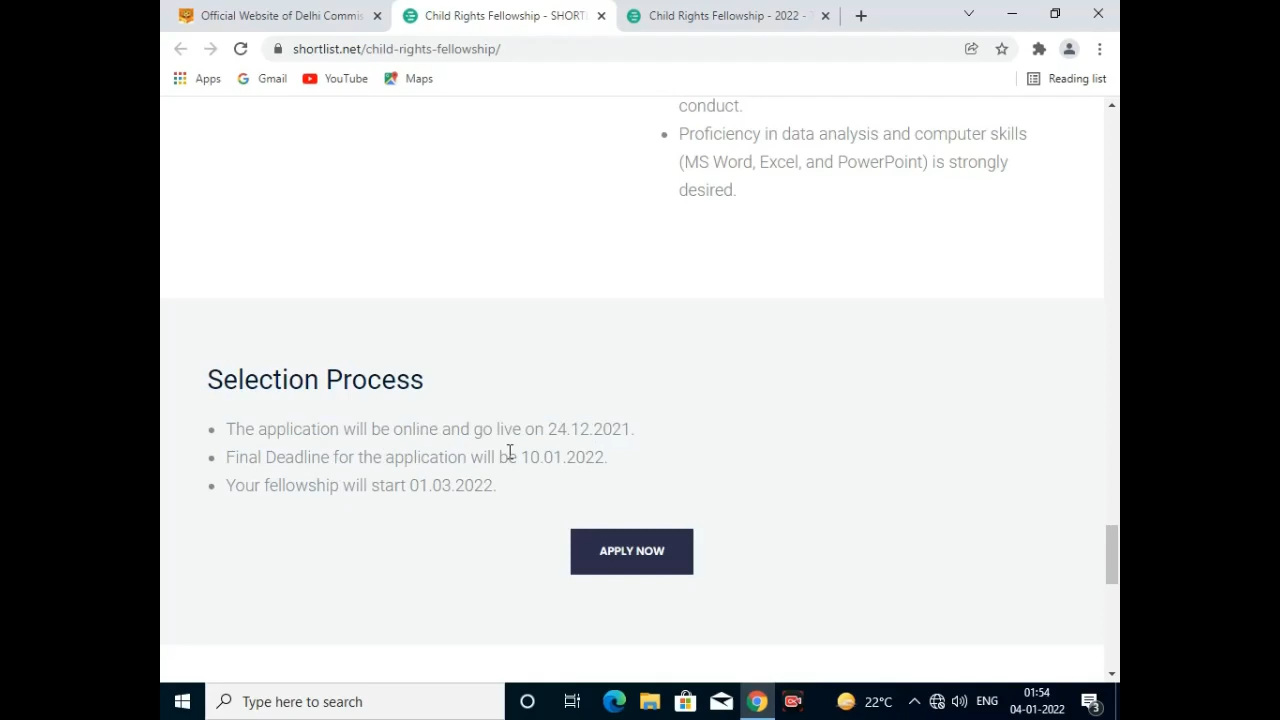 Official Website of Delhi Commis
Child Rights Fellowship - SHORT
Child Rights Fellowship - 2022 -
shortlist.net/child-rights-fellowship/
Apps
Gmail
YouTube
Maps
Reading list
conduct.
• Proficiency in data analysis and computer skills
(MS Word, Excel, and PowerPoint) is strongly
desired.
Selection Process
• The application will be online and go live on 24.12.2021.
• Final Deadline for the application will be 10.01.2022.
• Your fellowship will start 01.03.2022.
APPLY NOW
Type here to search
22°C
ENG
01:54
04-01-2022
3